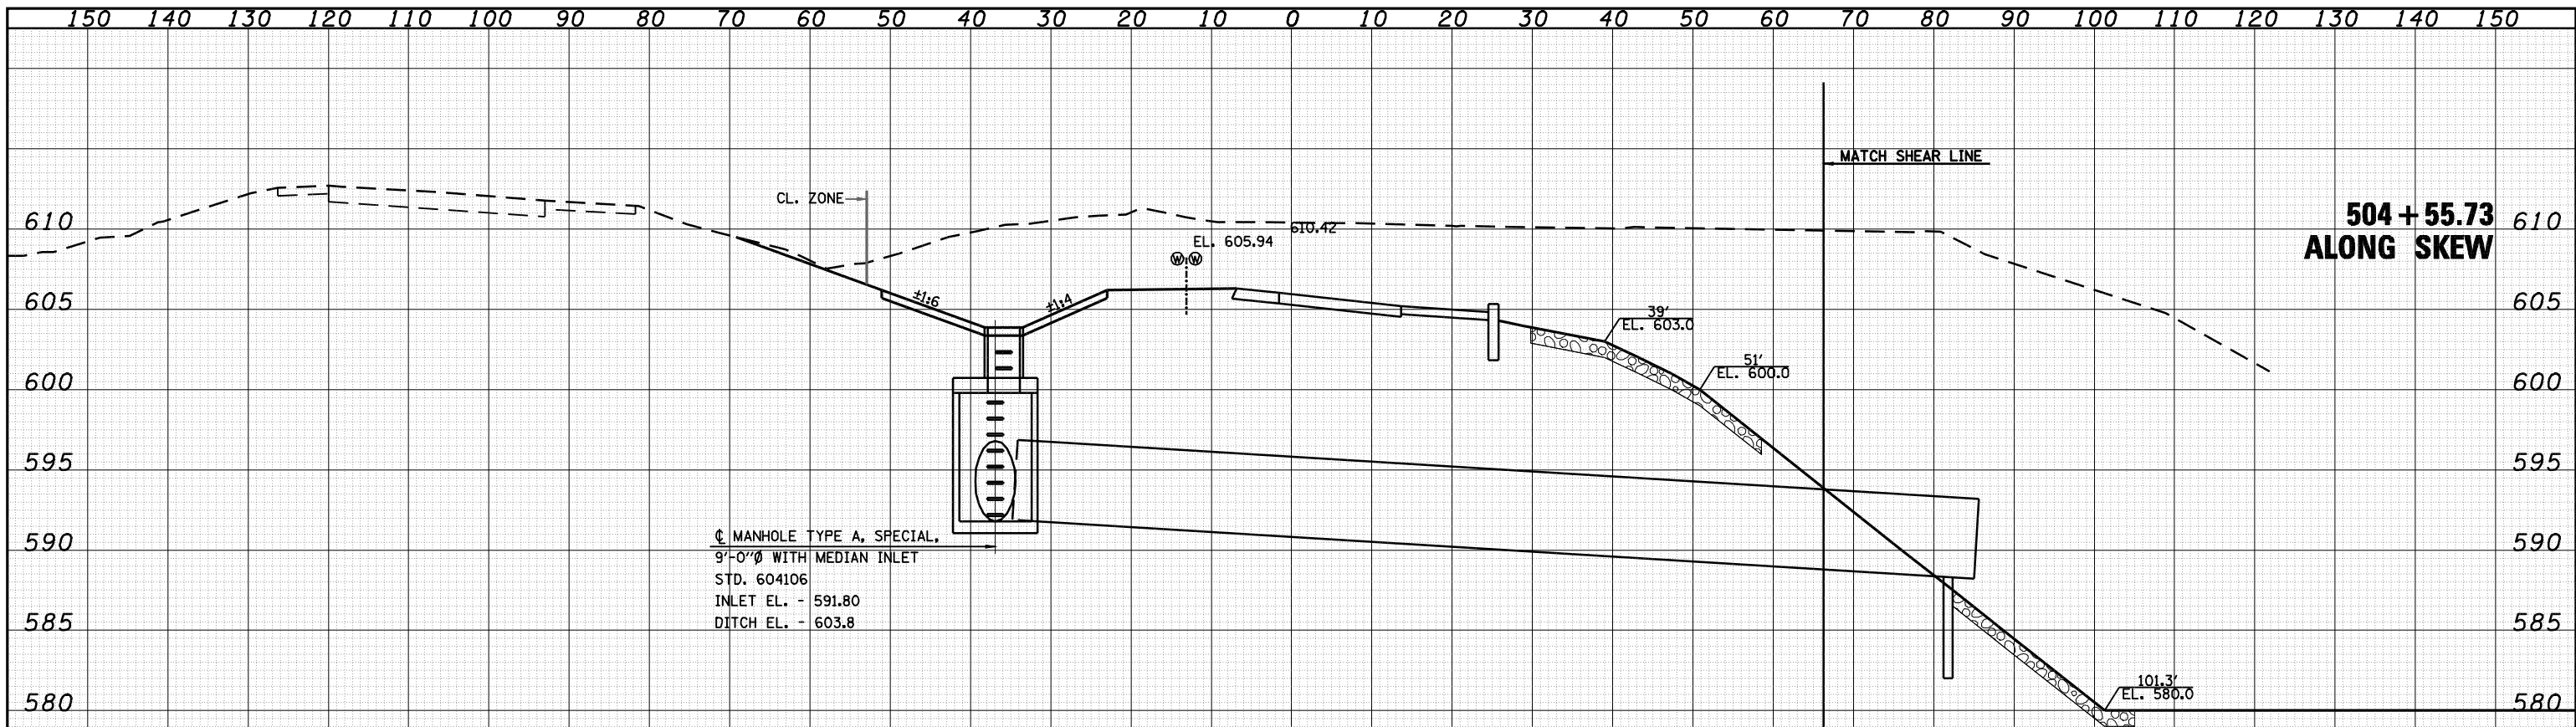 150 140 130 120 110 100 90 80 70 60 50 40 30 20 10 0 10 20 30 40 50 60 70 80 90 100 110 120 130 140 150
MATCH SHEAR LINE
CL. ZONE
610
610.42
504+55.73
610
EL. 605.94
ALONG SKEW
W W
605
±1:6
±1:4
39'
EL. 603.0
605
51'
EL. 600.0
600
600
595
595
℄ MANHOLE TYPE A, SPECIAL,
9'-0"Ø WITH MEDIAN INLET
STD. 604106
INLET EL. - 591.80
DITCH EL. - 603.8
590
590
585
585
101.3'
EL. 580.0
580
580